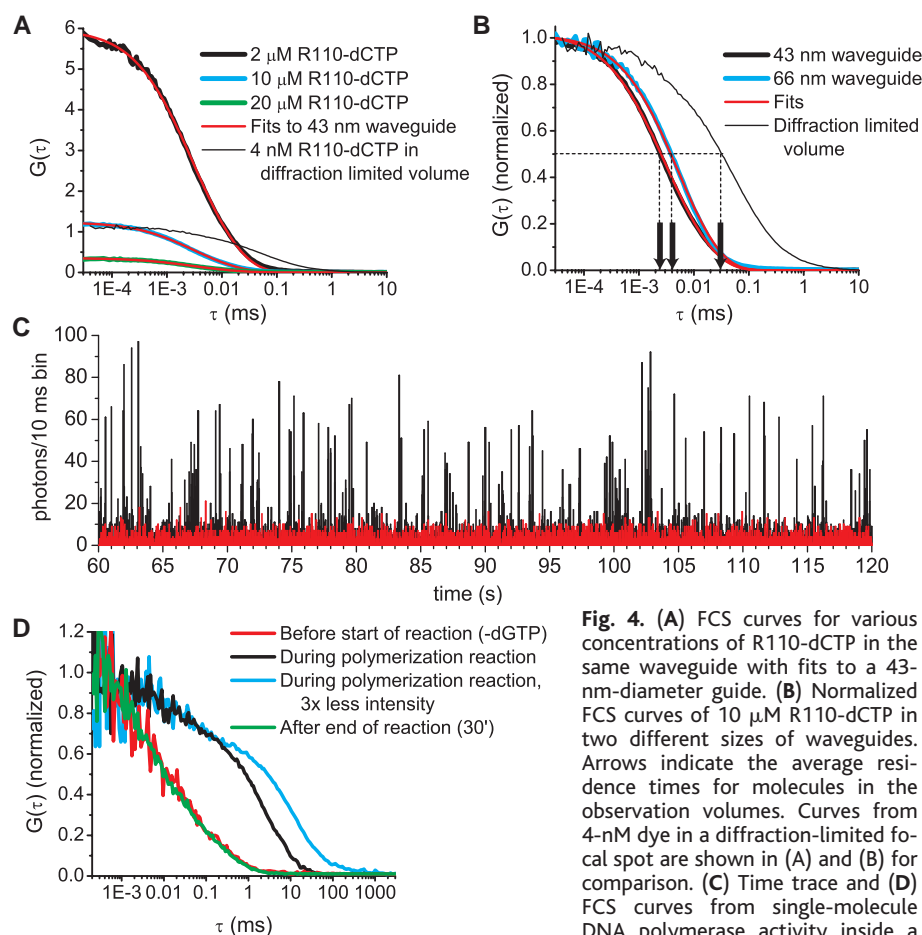 A
6
5
4
3
2
1
0
G(τ)
1E-4
1E-3
0.01
0.1
1
10
τ (ms)
2 μM R110-dCTP
10 μM R110-dCTP
20 μM R110-dCTP
Fits to 43 nm waveguide
4 nM R110-dCTP in
diffraction limited volume
B
1.0
0.8
0.6
0.4
0.2
0.0
G(τ) (normalized)
1E-4
1E-3
0.01
0.1
1
10
τ (ms)
43 nm waveguide
66 nm waveguide
Fits
Diffraction limited
volume
C
100
80
60
40
20
0
photons/10 ms bin
60
65
70
75
80
85
90
95
100
105
110
115
120
time (s)
D
1.2
1.0
0.8
0.6
0.4
0.2
0.0
G(τ) (normalized)
1E-3
0.1
1
10
1000
τ (ms)
Before start of reaction (-dGTP)
During polymerization reaction
During polymerization reaction,
3x less intensity
After end of reaction (30')
Fig. 4. (A) FCS curves for various
concentrations of R110-dCTP in the
same waveguide with fits to a 43-
nm-diameter guide. (B) Normalized
FCS curves of 10 μM R110-dCTP in
two different sizes of waveguides.
Arrows indicate the average resi-
dence times for molecules in the
observation volumes. Curves from
4-nM dye in a diffraction-limited fo-
cal spot are shown in (A) and (B) for
comparison. (C) Time trace and (D)
FCS curves from single-molecule
DNA polymerase activity inside a